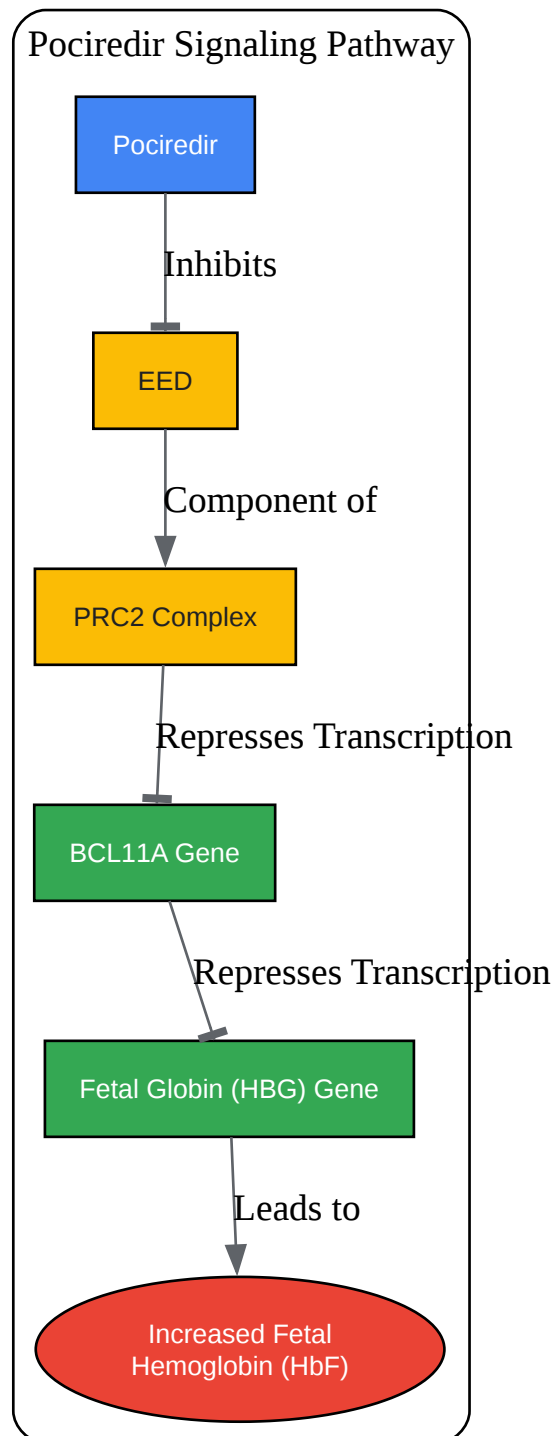 Pociredir Signaling Pathway
Pociredir
Inhibits
EED
Component of
PRC2 Complex
Represses Transcription
BCL11A Gene
Represses Transcription
Fetal Globin (HBG) Gene
Leads to
Increased Fetal
Hemoglobin (HbF)